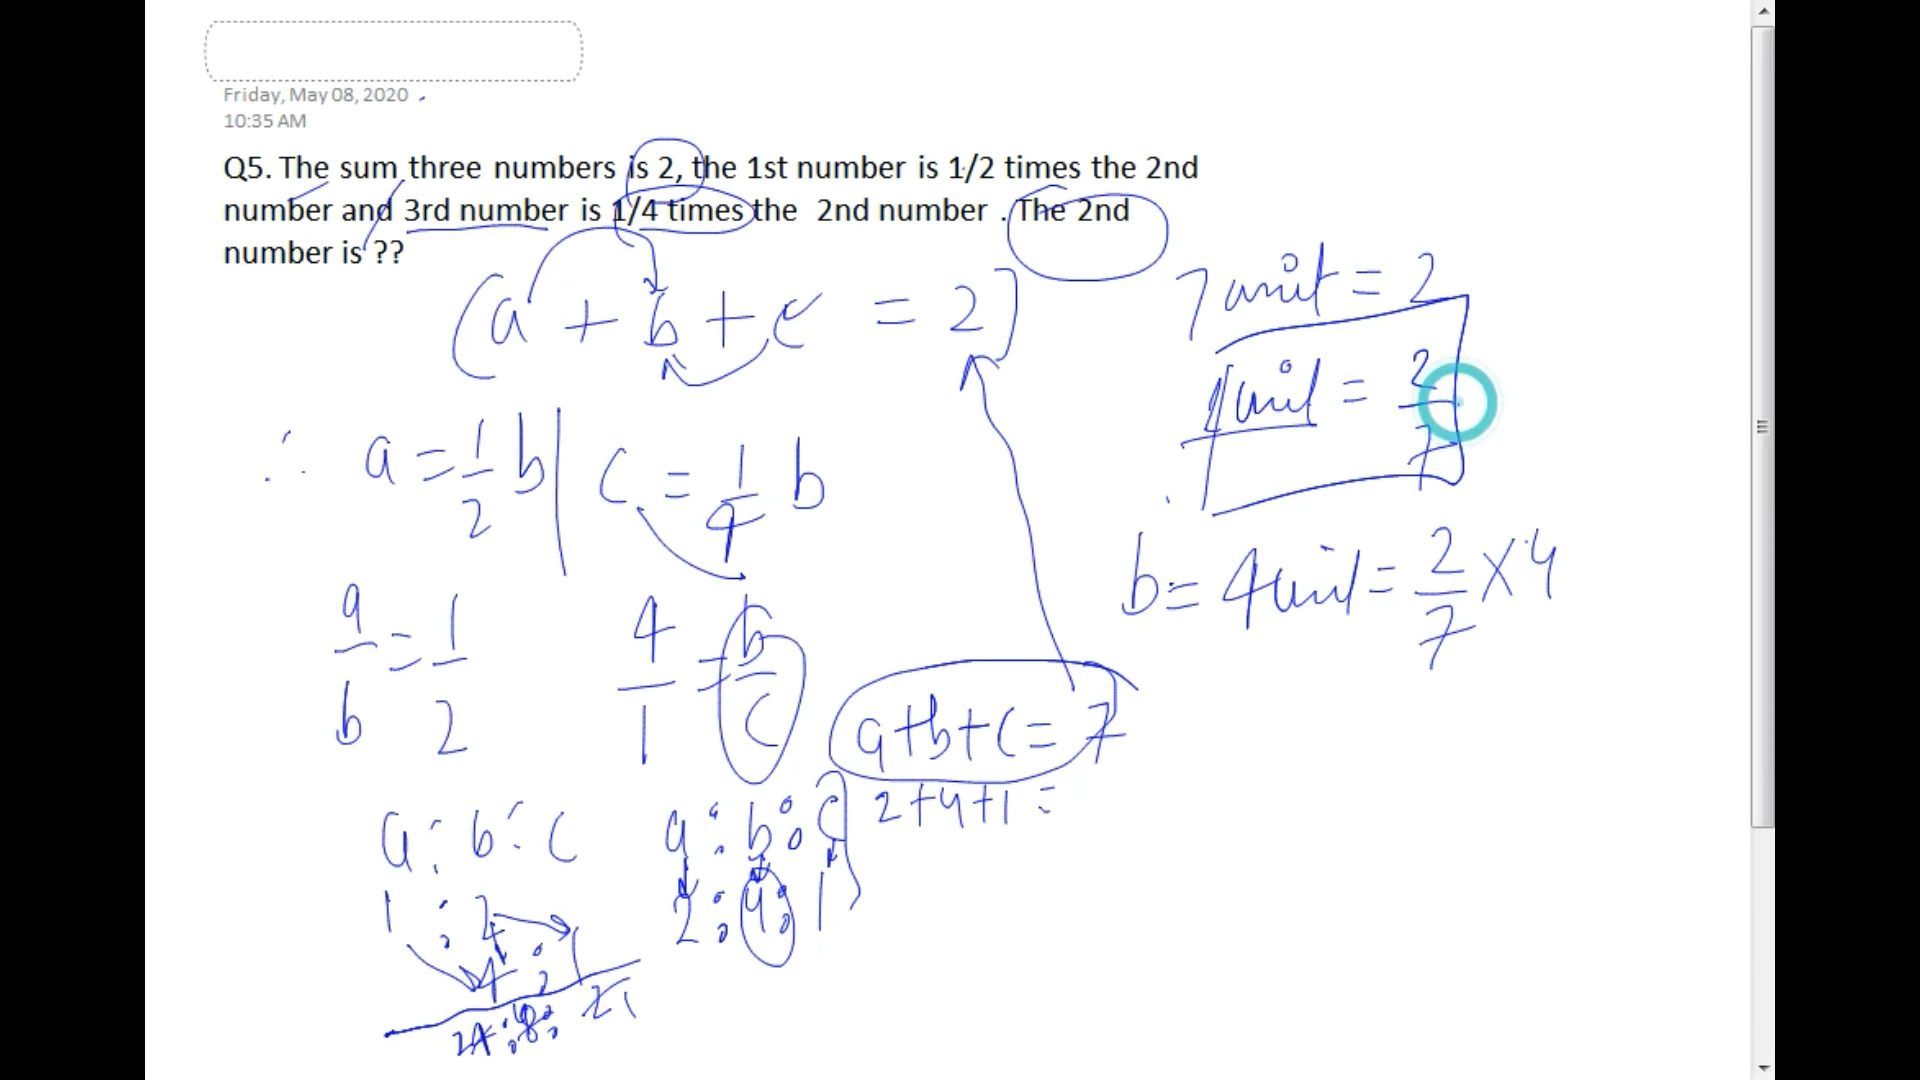 Friday, May 08, 2020
10:35 AM
Q5. The sum three numbers is 2, the 1st number is 1/2 times the 2nd
number and 3rd number is 1/4 times the 2nd number . The 2nd
number is ??
(a + b + c = 2)
7 unit = 2
1 unit = 2/7
∴ a = 1/2 b | c = 1/4 b
b = 4 unit = 2/7 × 4
a/b = 1/2
4/1 = b/c
a+b+c = 7
2+4+1 =
a : b : c
a : b : c
1 : 2
2 : 4 : 1
4 : 1